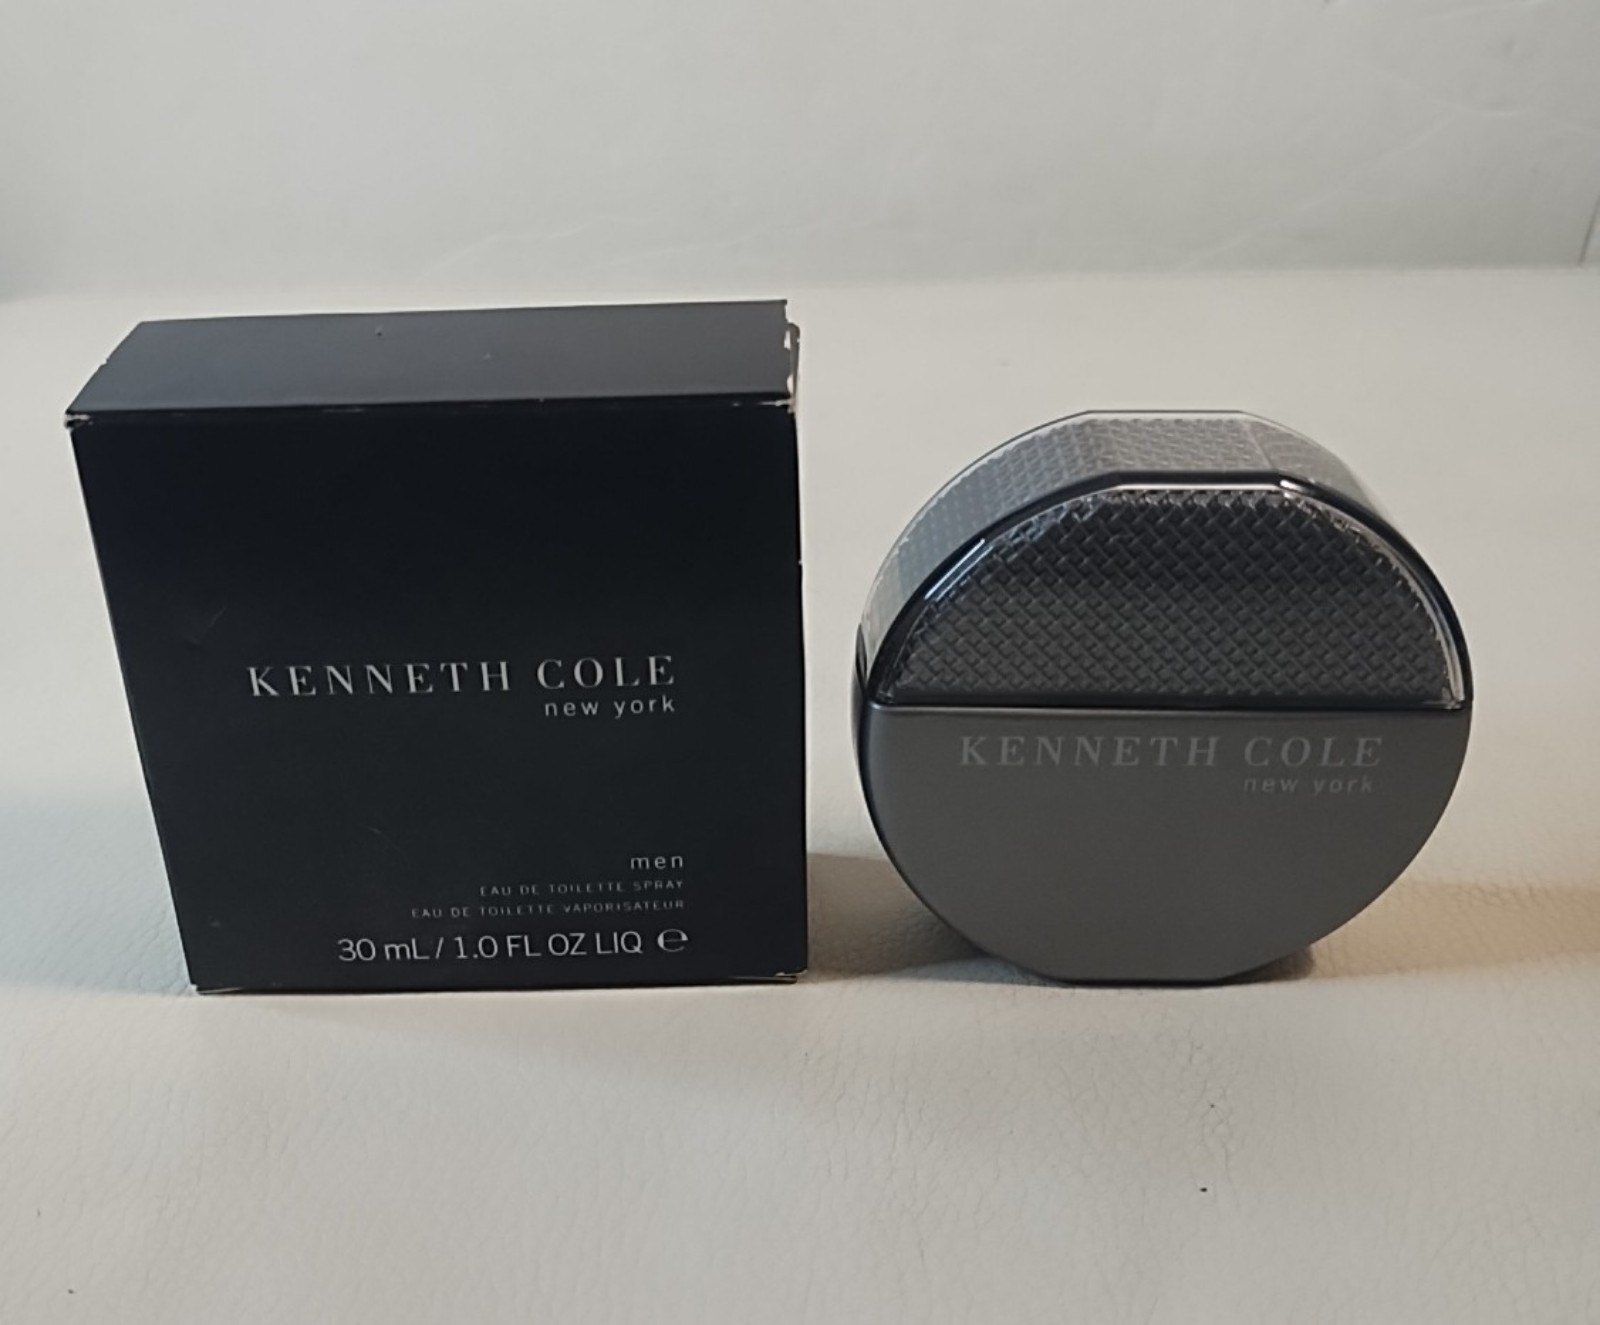 KENNETH COLE
new york
men
EAU DE TOILETTE SPRAY
EAU DE TOILETTE VAPORISATEUR
30 mL / 1.0 FL OZ LIQ ℮
KENNETH COLE
new york